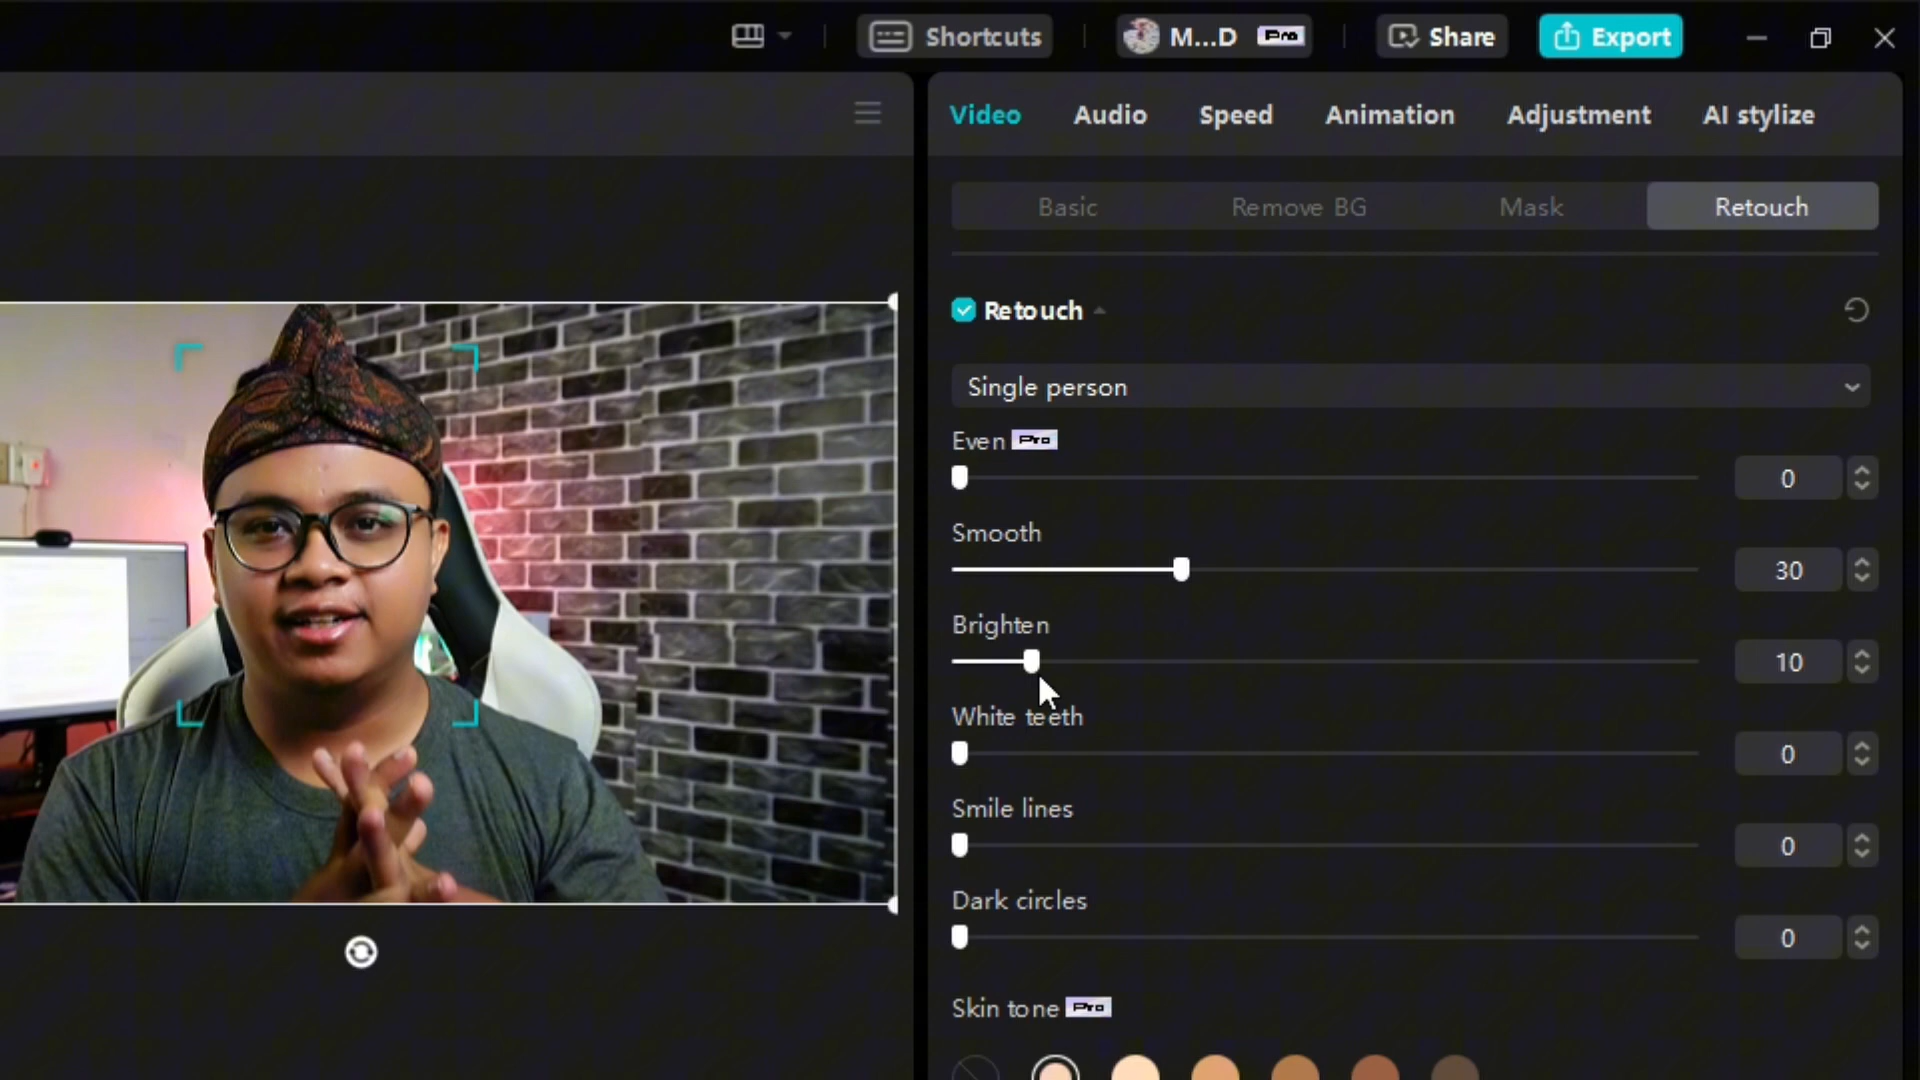 Shortcuts
M...D Pro
Share
Export
Video Audio Speed Animation Adjustment AI stylize
Basic Remove BG Mask Retouch
Retouch
Single person
Even Pro
0
Smooth
30
Brighten
10
White teeth
0
Smile lines
0
Dark circles
0
Skin tone Pro